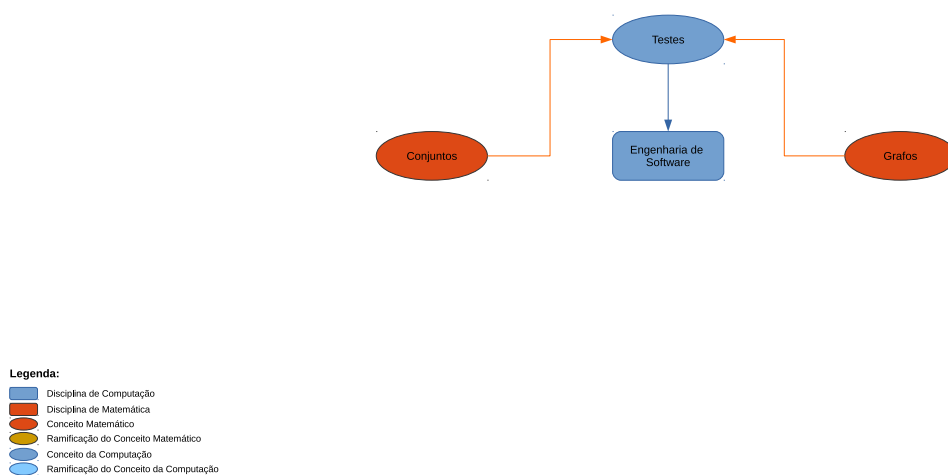 Testes
Conjuntos
Engenharia de
Software
Grafos
Legenda:
Disciplina de Computação
Disciplina de Matemática
Conceito Matemático
Ramificação do Conceito Matemático
Conceito da Computação
Ramificação do Conceito da Computação